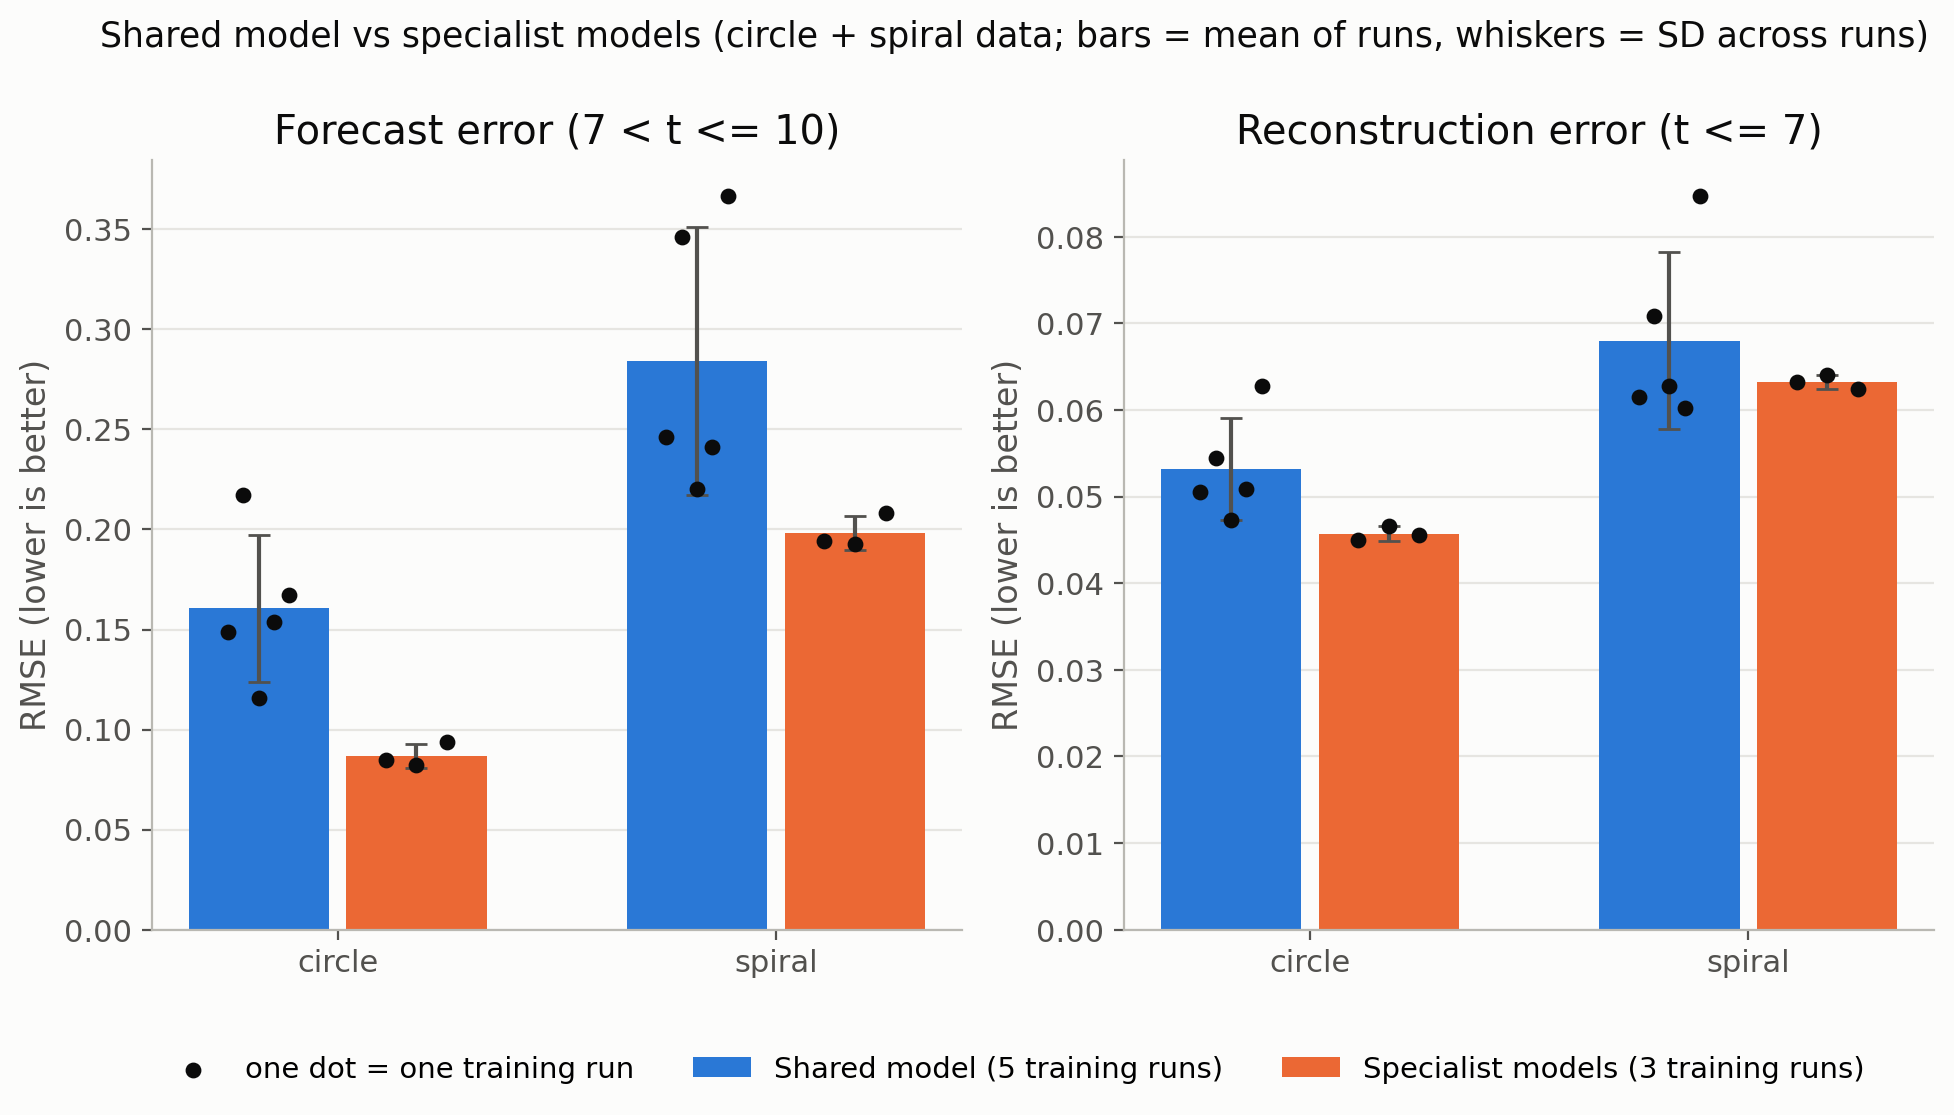 Shared model vs specialist models (circle + spiral data; bars = mean of runs, whiskers = SD across runs)
Forecast error (7 < t <= 10)
RMSE (lower is better)
0.35
0.30
0.25
0.20
0.15
0.10
0.05
0.00
circle
spiral
Reconstruction error (t <= 7)
RMSE (lower is better)
0.08
0.07
0.06
0.05
0.04
0.03
0.02
0.01
0.00
circle
spiral
one dot = one training run
Shared model (5 training runs)
Specialist models (3 training runs)